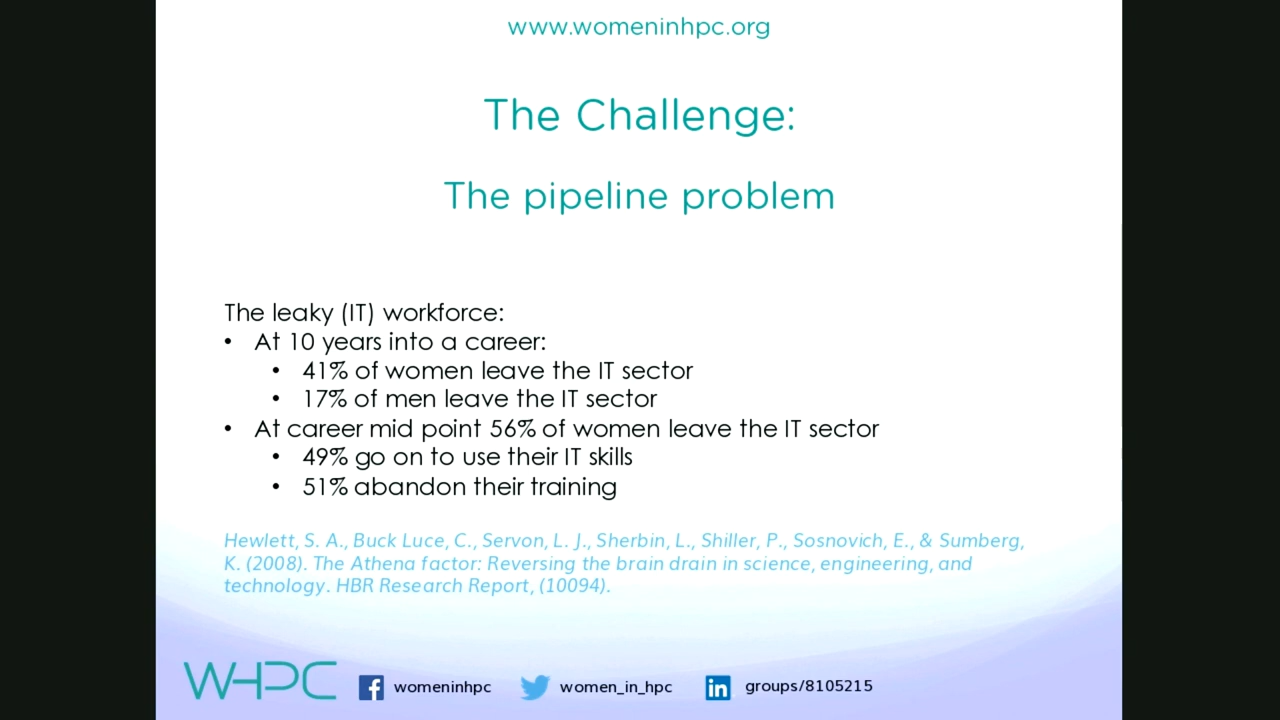 www.womeninhpc.org
The Challenge:
The pipeline problem
The leaky (IT) workforce:
• At 10 years into a career:
• 41% of women leave the IT sector
• 17% of men leave the IT sector
• At career mid point 56% of women leave the IT sector
• 49% go on to use their IT skills
• 51% abandon their training
Hewlett, S. A., Buck Luce, C., Servon, L. J., Sherbin, L., Shiller, P., Sosnovich, E., & Sumberg,
K. (2008). The Athena factor: Reversing the brain drain in science, engineering, and
technology. HBR Research Report, (10094).
WHPC womeninhpc women_in_hpc groups/8105215